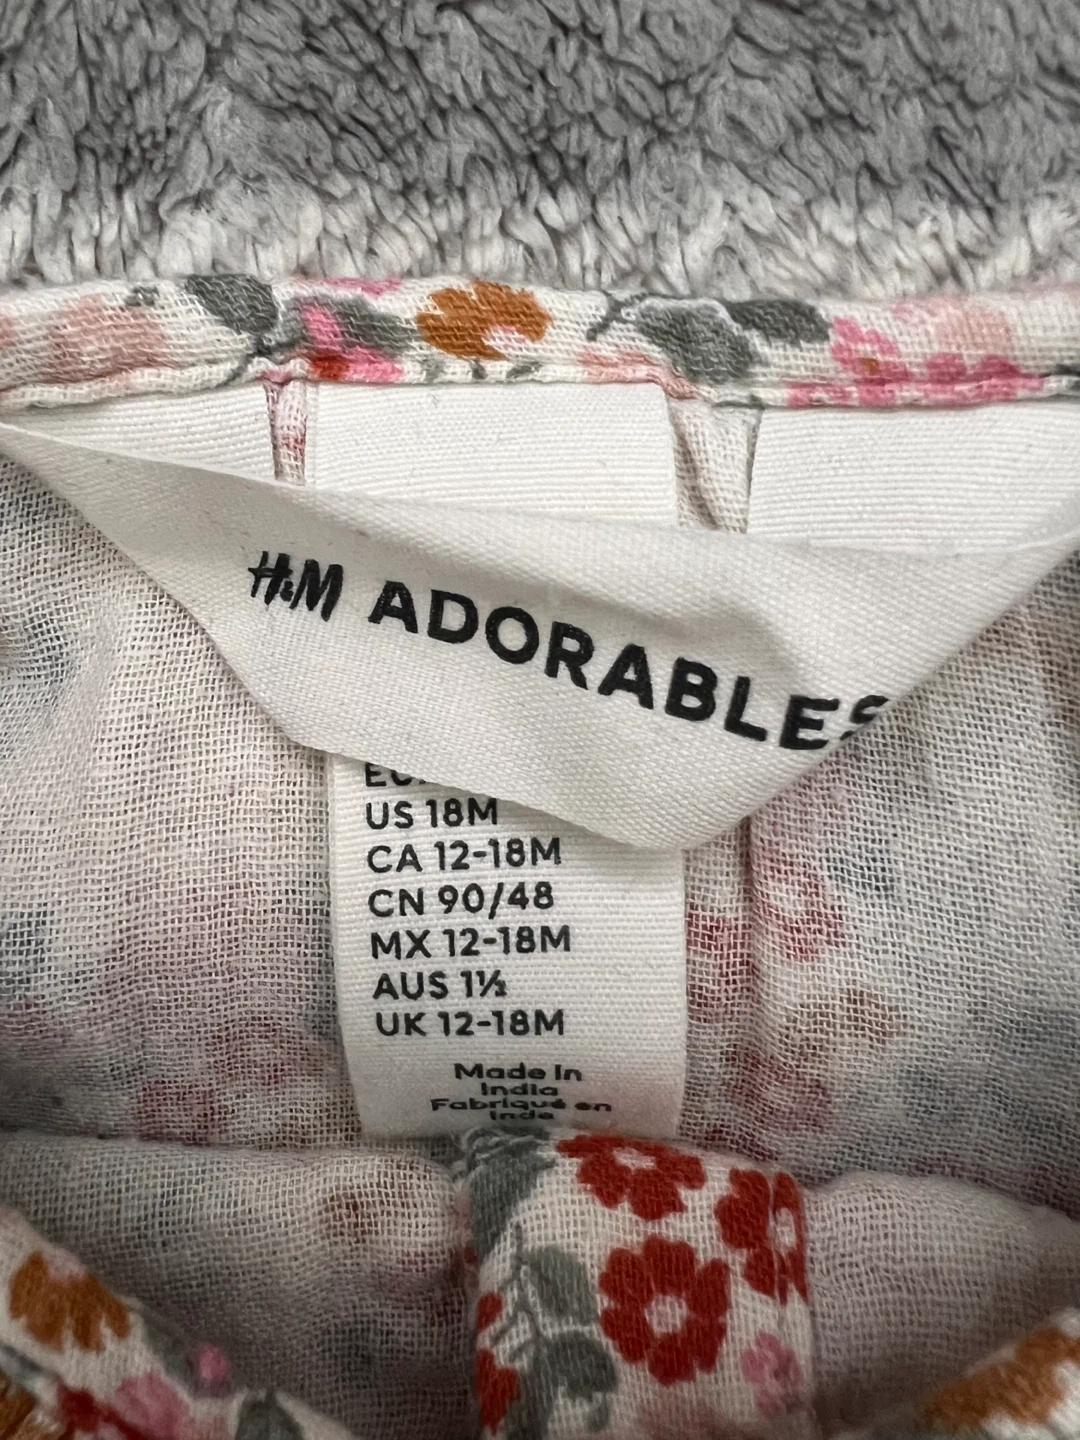 H&M ADORABLES
US 18M
CA 12-18M
CN 90/48
MX 12-18M
AUS 1½
UK 12-18M
Made in
India
Fabriqué en
Inde